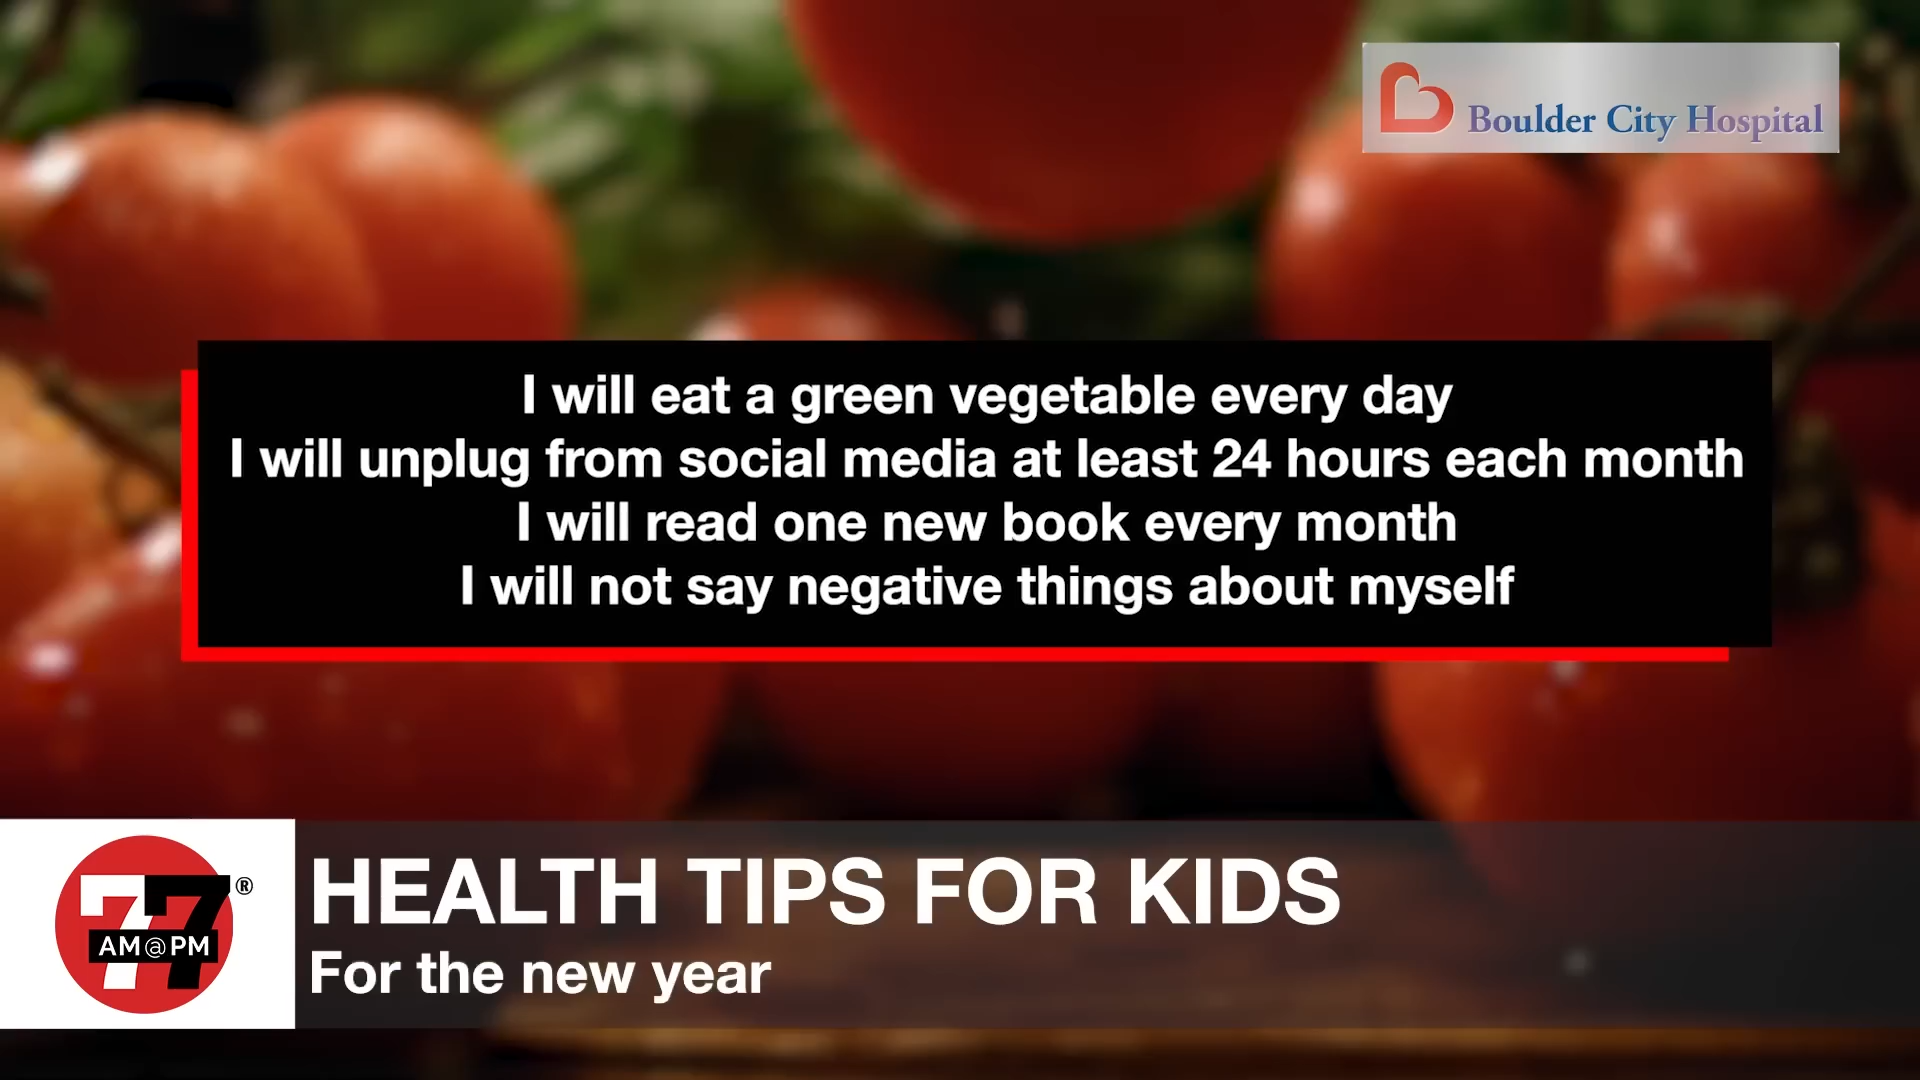 Boulder City Hospital
I will eat a green vegetable every day
I will unplug from social media at least 24 hours each month
I will read one new book every month
I will not say negative things about myself
77®
AM@PM
HEALTH TIPS FOR KIDS
For the new year